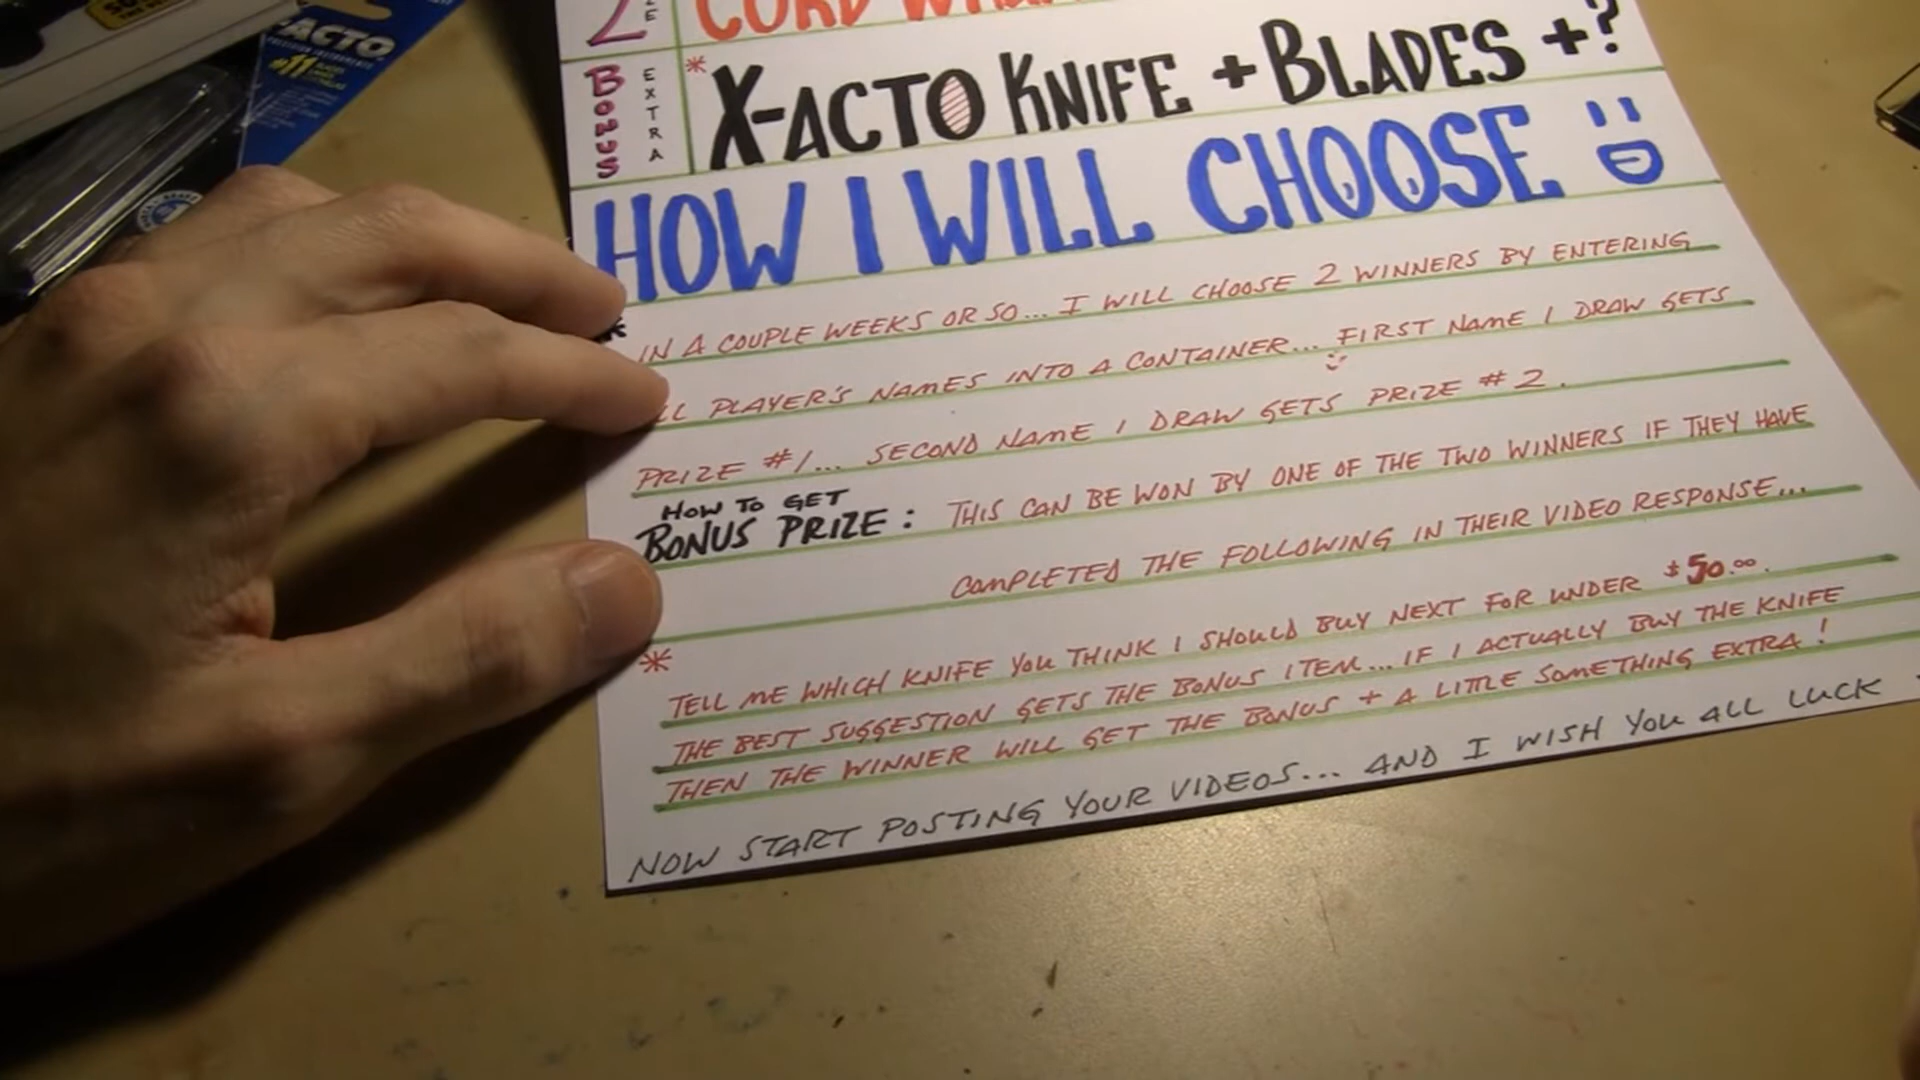 ACTO
#11
2
CORD
BONUS EXTRA * X-ACTO KNIFE + BLADES + ?
HOW I WILL CHOOSE
* IN A COUPLE WEEKS OR SO... I WILL CHOOSE 2 WINNERS BY ENTERING
PLAYER'S NAMES INTO A CONTAINER... FIRST NAME I DRAW GETS
PRIZE #1... SECOND NAME I DRAW GETS PRIZE #2.
HOW TO GET
BONUS PRIZE: THIS CAN BE WON BY ONE OF THE TWO WINNERS IF THEY HAVE
COMPLETED THE FOLLOWING IN THEIR VIDEO RESPONSE...
* TELL ME WHICH KNIFE YOU THINK I SHOULD BUY NEXT FOR UNDER $50.00.
THE BEST SUGGESTION GETS THE BONUS ITEM... IF I ACTUALLY BUY THE KNIFE
THEN THE WINNER WILL GET THE BONUS + A LITTLE SOMETHING EXTRA!
NOW START POSTING YOUR VIDEOS... AND I WISH YOU ALL LUCK